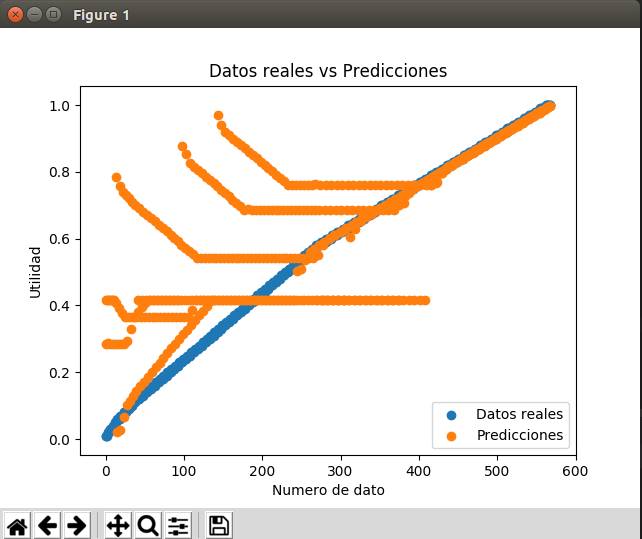 Figure 1
Datos reales vs Predicciones
1.0
0.8
0.6
0.4
0.2
0.0
Utilidad
0 100 200 300 400 500 600
Numero de dato
Datos reales
Predicciones